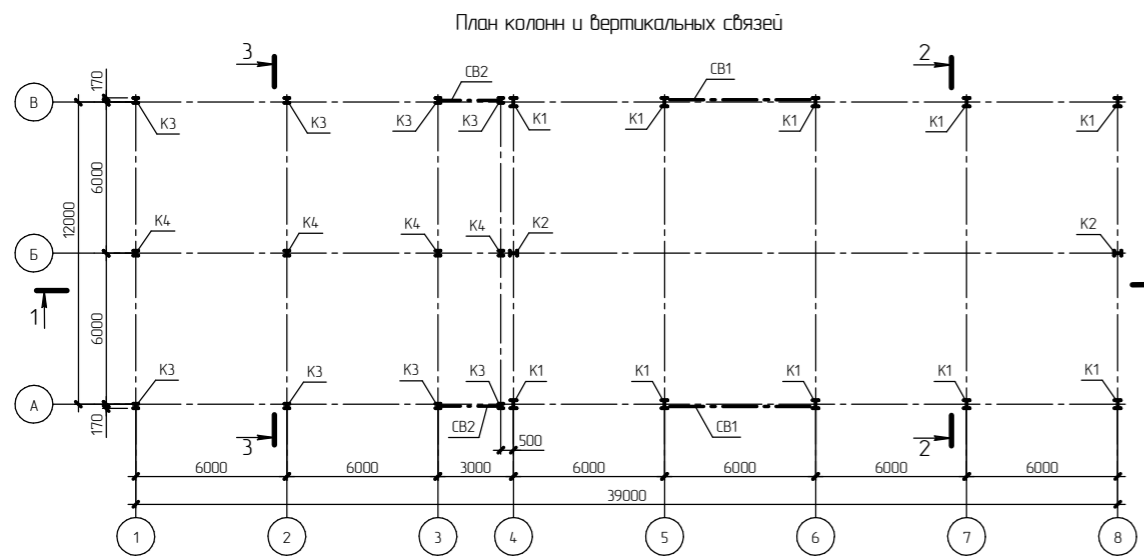 План колонн и вертикальных связей
3 2
СВ2 СВ1
170
В
К3 К3 К3 К3 К1 К1 К1 К1 К1
6000
12000
К4 К4 К4 К4 К2 К2
Б
1
6000
К3 К3 К3 К3 К1 К1 К1 К1 К1
А
170
3 СВ2 500 СВ1 2
6000 6000 3000 6000 6000 6000 6000
39000
1 2 3 4 5 6 7 8